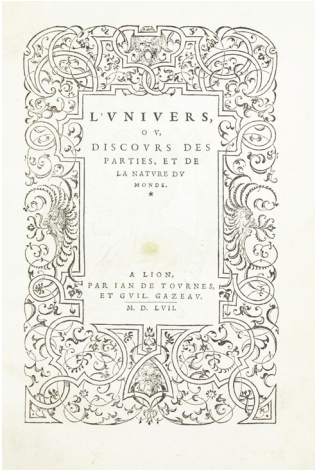 L'VNIVERS,
OV,
DISCOVRS DES
PARTIES, ET DE
LA NATVRE DV
MONDE.
*
A LION,
PAR IAN DE TOVRNES,
ET GVIL. GAZEAV.
M. D. LVII.